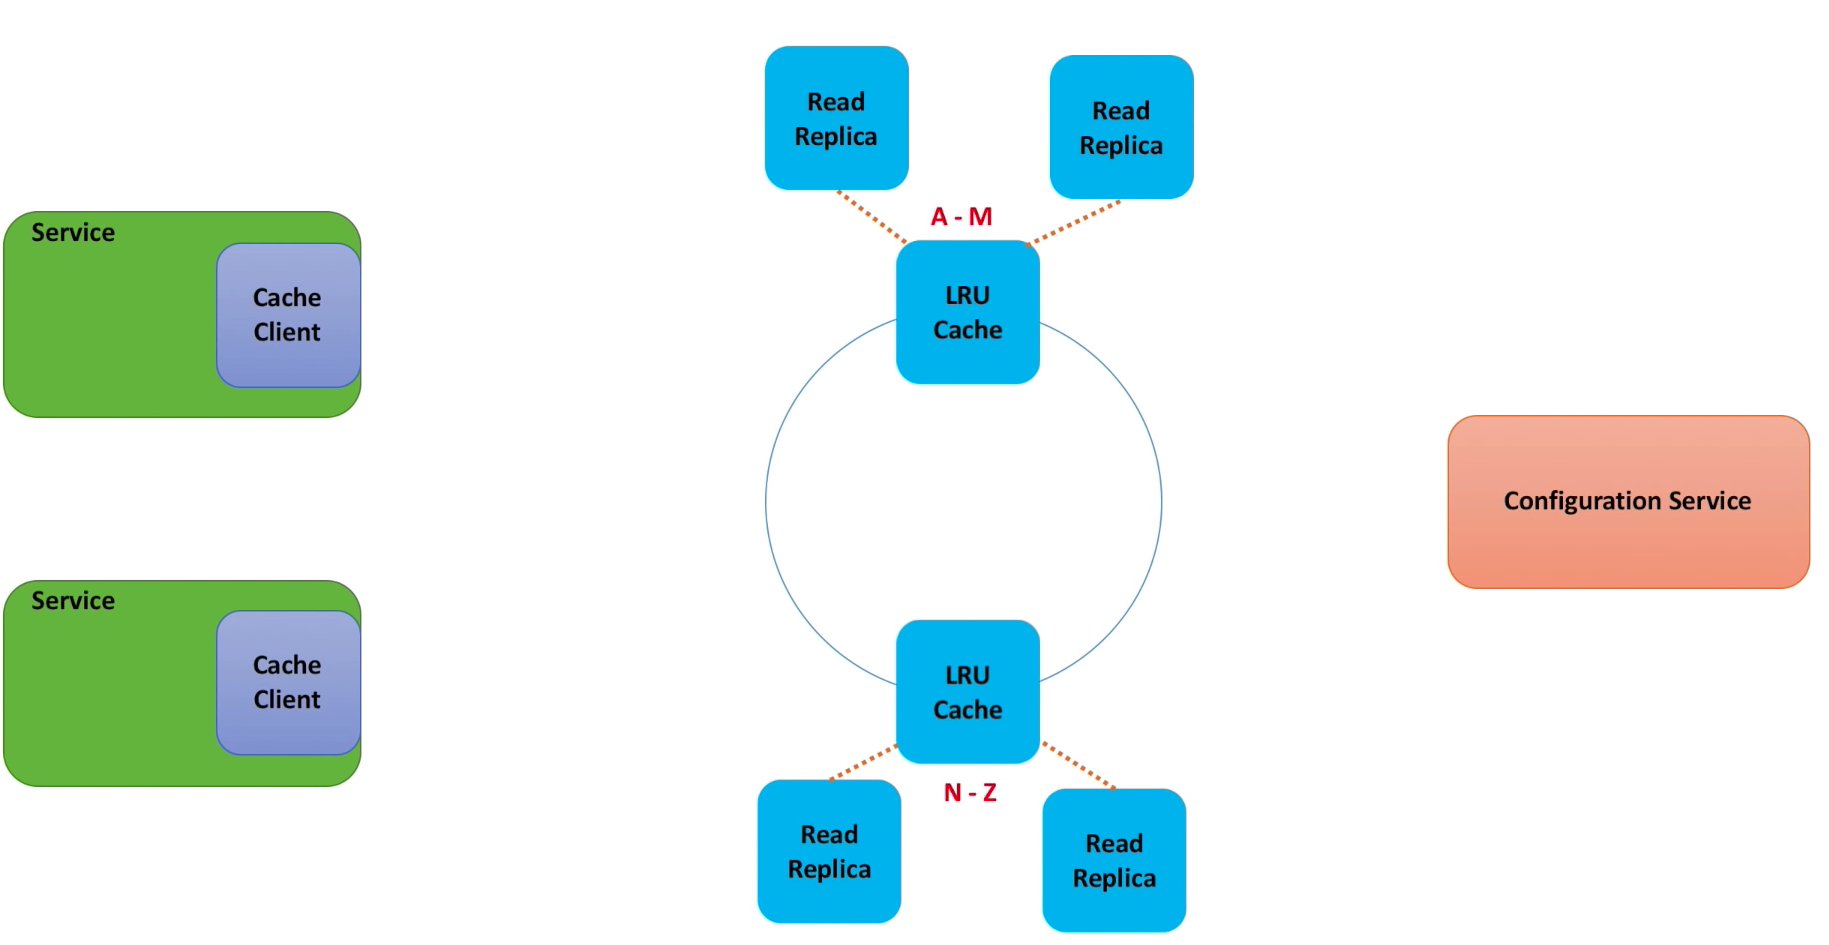 Read
Replica
Read
Replica
A - M
Service
Cache
Client
LRU
Cache
Configuration Service
Service
Cache
Client
LRU
Cache
N - Z
Read
Replica
Read
Replica